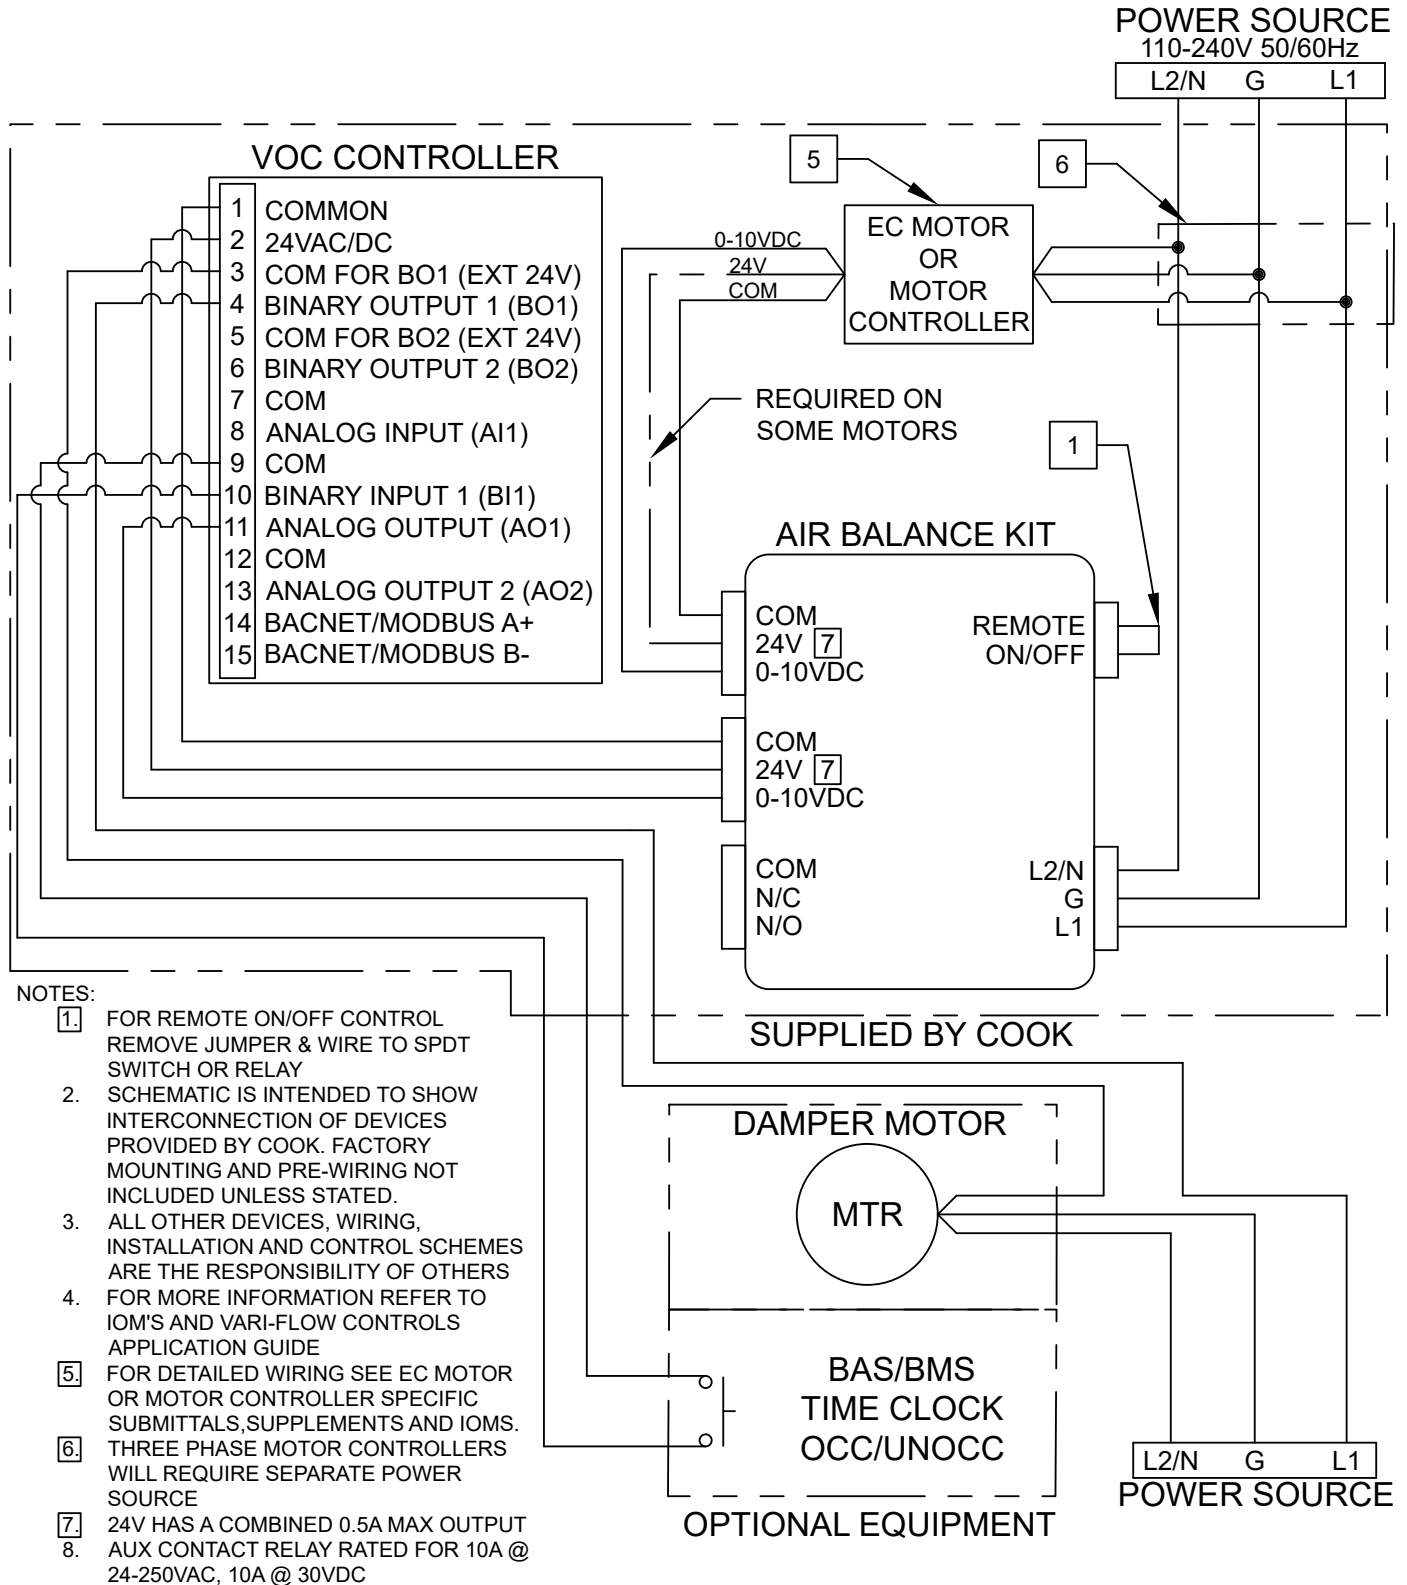 POWER SOURCE
110-240V 50/60Hz
L2/N G L1
VOC CONTROLLER
1 COMMON
2 24VAC/DC
3 COM FOR BO1 (EXT 24V)
4 BINARY OUTPUT 1 (BO1)
5 COM FOR BO2 (EXT 24V)
6 BINARY OUTPUT 2 (BO2)
7 COM
8 ANALOG INPUT (AI1)
9 COM
10 BINARY INPUT 1 (BI1)
11 ANALOG OUTPUT (AO1)
12 COM
13 ANALOG OUTPUT 2 (AO2)
14 BACNET/MODBUS A+
15 BACNET/MODBUS B-
5
6
0-10VDC
24V
COM
EC MOTOR
OR
MOTOR
CONTROLLER
REQUIRED ON
SOME MOTORS
1
AIR BALANCE KIT
COM
24V 7
0-10VDC
REMOTE
ON/OFF
COM
24V 7
0-10VDC
COM
N/C
N/O
L2/N
G
L1
SUPPLIED BY COOK
NOTES:
1. FOR REMOTE ON/OFF CONTROL
REMOVE JUMPER & WIRE TO SPDT
SWITCH OR RELAY
2. SCHEMATIC IS INTENDED TO SHOW
INTERCONNECTION OF DEVICES
PROVIDED BY COOK. FACTORY
MOUNTING AND PRE-WIRING NOT
INCLUDED UNLESS STATED.
3. ALL OTHER DEVICES, WIRING,
INSTALLATION AND CONTROL SCHEMES
ARE THE RESPONSIBILITY OF OTHERS
4. FOR MORE INFORMATION REFER TO
IOM'S AND VARI-FLOW CONTROLS
APPLICATION GUIDE
5. FOR DETAILED WIRING SEE EC MOTOR
OR MOTOR CONTROLLER SPECIFIC
SUBMITTALS,SUPPLEMENTS AND IOMS.
6. THREE PHASE MOTOR CONTROLLERS
WILL REQUIRE SEPARATE POWER
SOURCE
7. 24V HAS A COMBINED 0.5A MAX OUTPUT
8. AUX CONTACT RELAY RATED FOR 10A @
24-250VAC, 10A @ 30VDC
DAMPER MOTOR
MTR
BAS/BMS
TIME CLOCK
OCC/UNOCC
OPTIONAL EQUIPMENT
L2/N G L1
POWER SOURCE